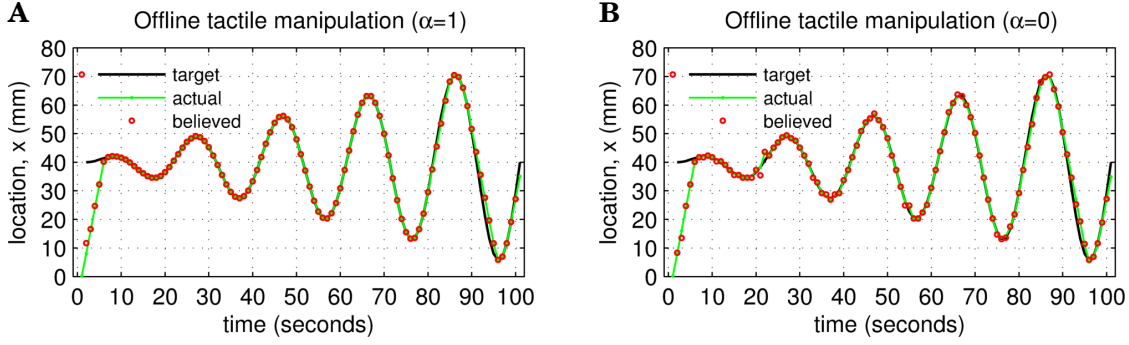 A
Offline tactile manipulation (α=1)
location, x (mm)
80
70
60
50
40
30
20
10
0
target
actual
believed
0 10 20 30 40 50 60 70 80 90 100
time (seconds)
B
Offline tactile manipulation (α=0)
location, x (mm)
80
70
60
50
40
30
20
10
0
target
actual
believed
0 10 20 30 40 50 60 70 80 90 100
time (seconds)